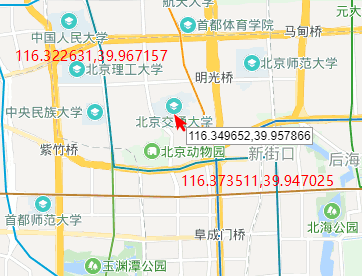 航天大厦
元大
首都体育学院
马甸桥
中国人民大学
116.322631,39.967157
北京理工大学
北京师范大学
明光桥
中央民族大学
北京交通大学
116.349652,39.957866
紫竹桥
北京动物园
新街口
后海
116.373511,39.947025
首都师范大学
北海公园
阜成门桥
玉渊潭公园